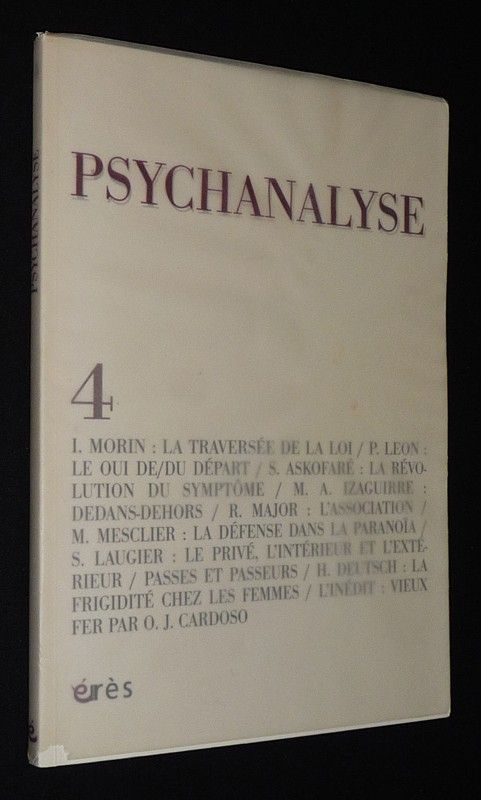 PSYCHANALYSE
PSYCHANALYSE
4
I. MORIN : LA TRAVERSÉE DE LA LOI / P. LEON :
LE OUI DE/DU DÉPART / S. ASKOFARÉ : LA RÉVO-
LUTION DU SYMPTÔME / M. A. IZAGUIRRE :
DEDANS-DEHORS / R. MAJOR : L'ASSOCIATION /
M. MESCLIER : LA DÉFENSE DANS LA PARANOÏA /
S. LAUGIER : LE PRIVÉ, L'INTÉRIEUR ET L'EXTÉ-
RIEUR / PASSES ET PASSEURS / H. DEUTSCH : LA
FRIGIDITÉ CHEZ LES FEMMES / L'INÉDIT : VIEUX
FER PAR O. J. CARDOSO
érès
é